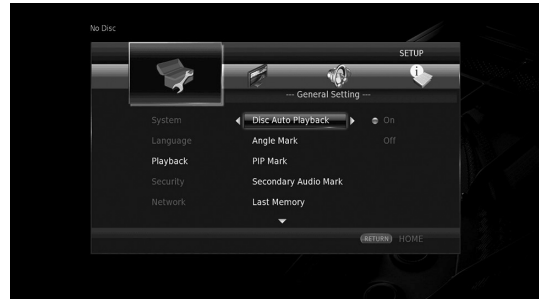 No Disc
SETUP
--- General Setting ---
System
Disc Auto Playback
On
Language
Angle Mark
Off
Playback
PIP Mark
Security
Secondary Audio Mark
Network
Last Memory
RETURN HOME